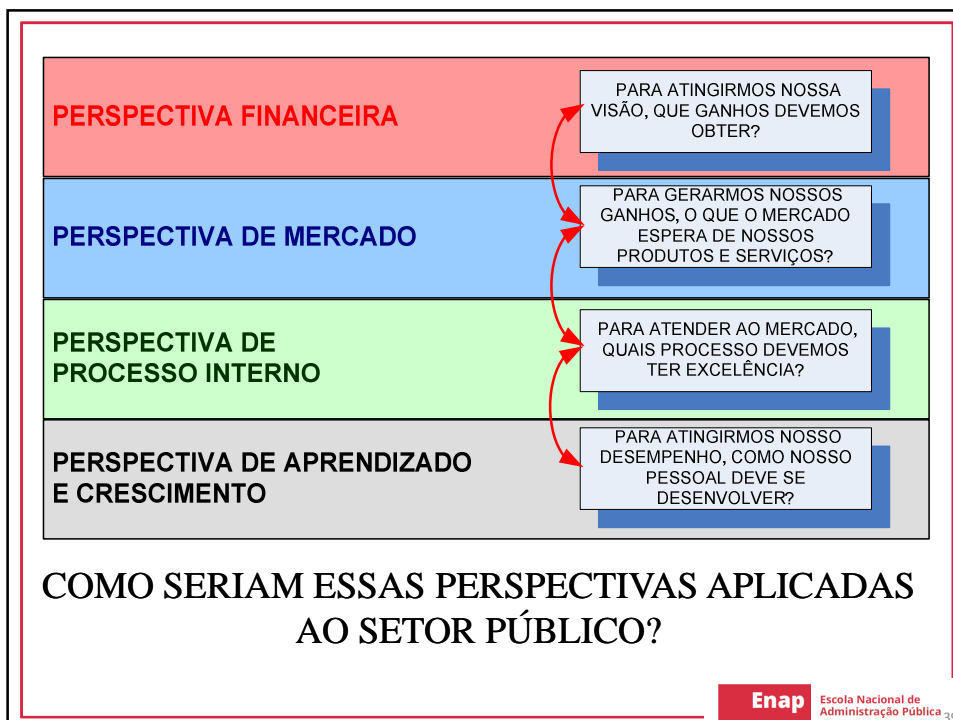 PERSPECTIVA FINANCEIRA
PARA ATINGIRMOS NOSSA
VISÃO, QUE GANHOS DEVEMOS
OBTER?
PERSPECTIVA DE MERCADO
PARA GERARMOS NOSSOS
GANHOS, O QUE O MERCADO
ESPERA DE NOSSOS
PRODUTOS E SERVIÇOS?
PERSPECTIVA DE
PROCESSO INTERNO
PARA ATENDER AO MERCADO,
QUAIS PROCESSO DEVEMOS
TER EXCELÊNCIA?
PERSPECTIVA DE APRENDIZADO
E CRESCIMENTO
PARA ATINGIRMOS NOSSO
DESEMPENHO, COMO NOSSO
PESSOAL DEVE SE
DESENVOLVER?
COMO SERIAM ESSAS PERSPECTIVAS APLICADAS
AO SETOR PÚBLICO?
Enap
Escola Nacional de
Administração Pública